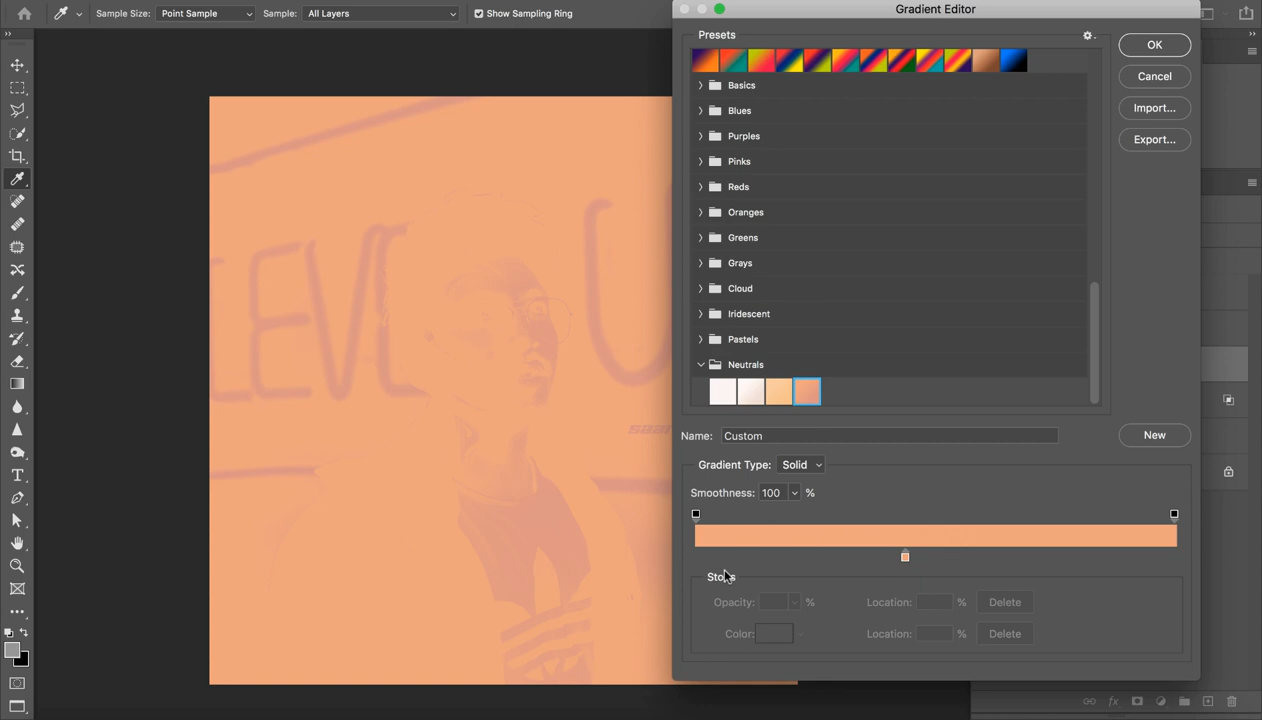 Sample Size: Point Sample Sample: All Layers Show Sampling Ring
Gradient Editor
Presets
OK
Cancel
Import...
Export...
Basics
Blues
Purples
Pinks
Reds
Oranges
Greens
Grays
Cloud
Iridescent
Pastels
Neutrals
Name: Custom
New
Gradient Type: Solid
Smoothness: 100 %
Stops
Opacity: % Location: % Delete
Color: Location: % Delete
LEVEL